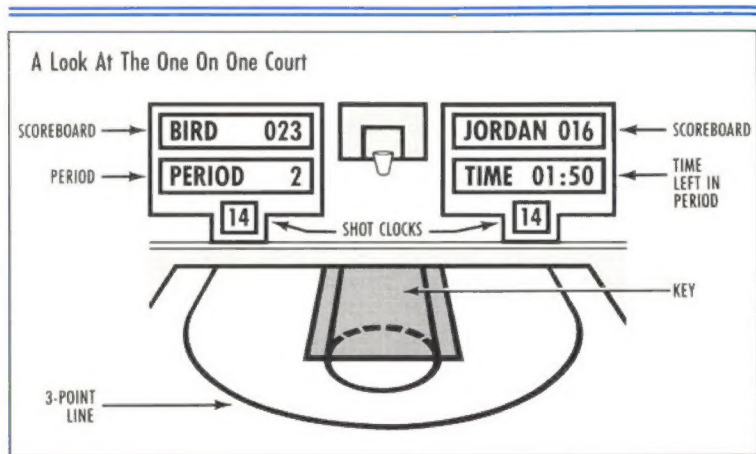 A Look At The One On One Court
SCOREBOARD
BIRD 023
JORDAN 016
SCOREBOARD
PERIOD
PERIOD 2
TIME 01:50
TIME
LEFT IN
PERIOD
14
SHOT CLOCKS
14
KEY
3-POINT
LINE